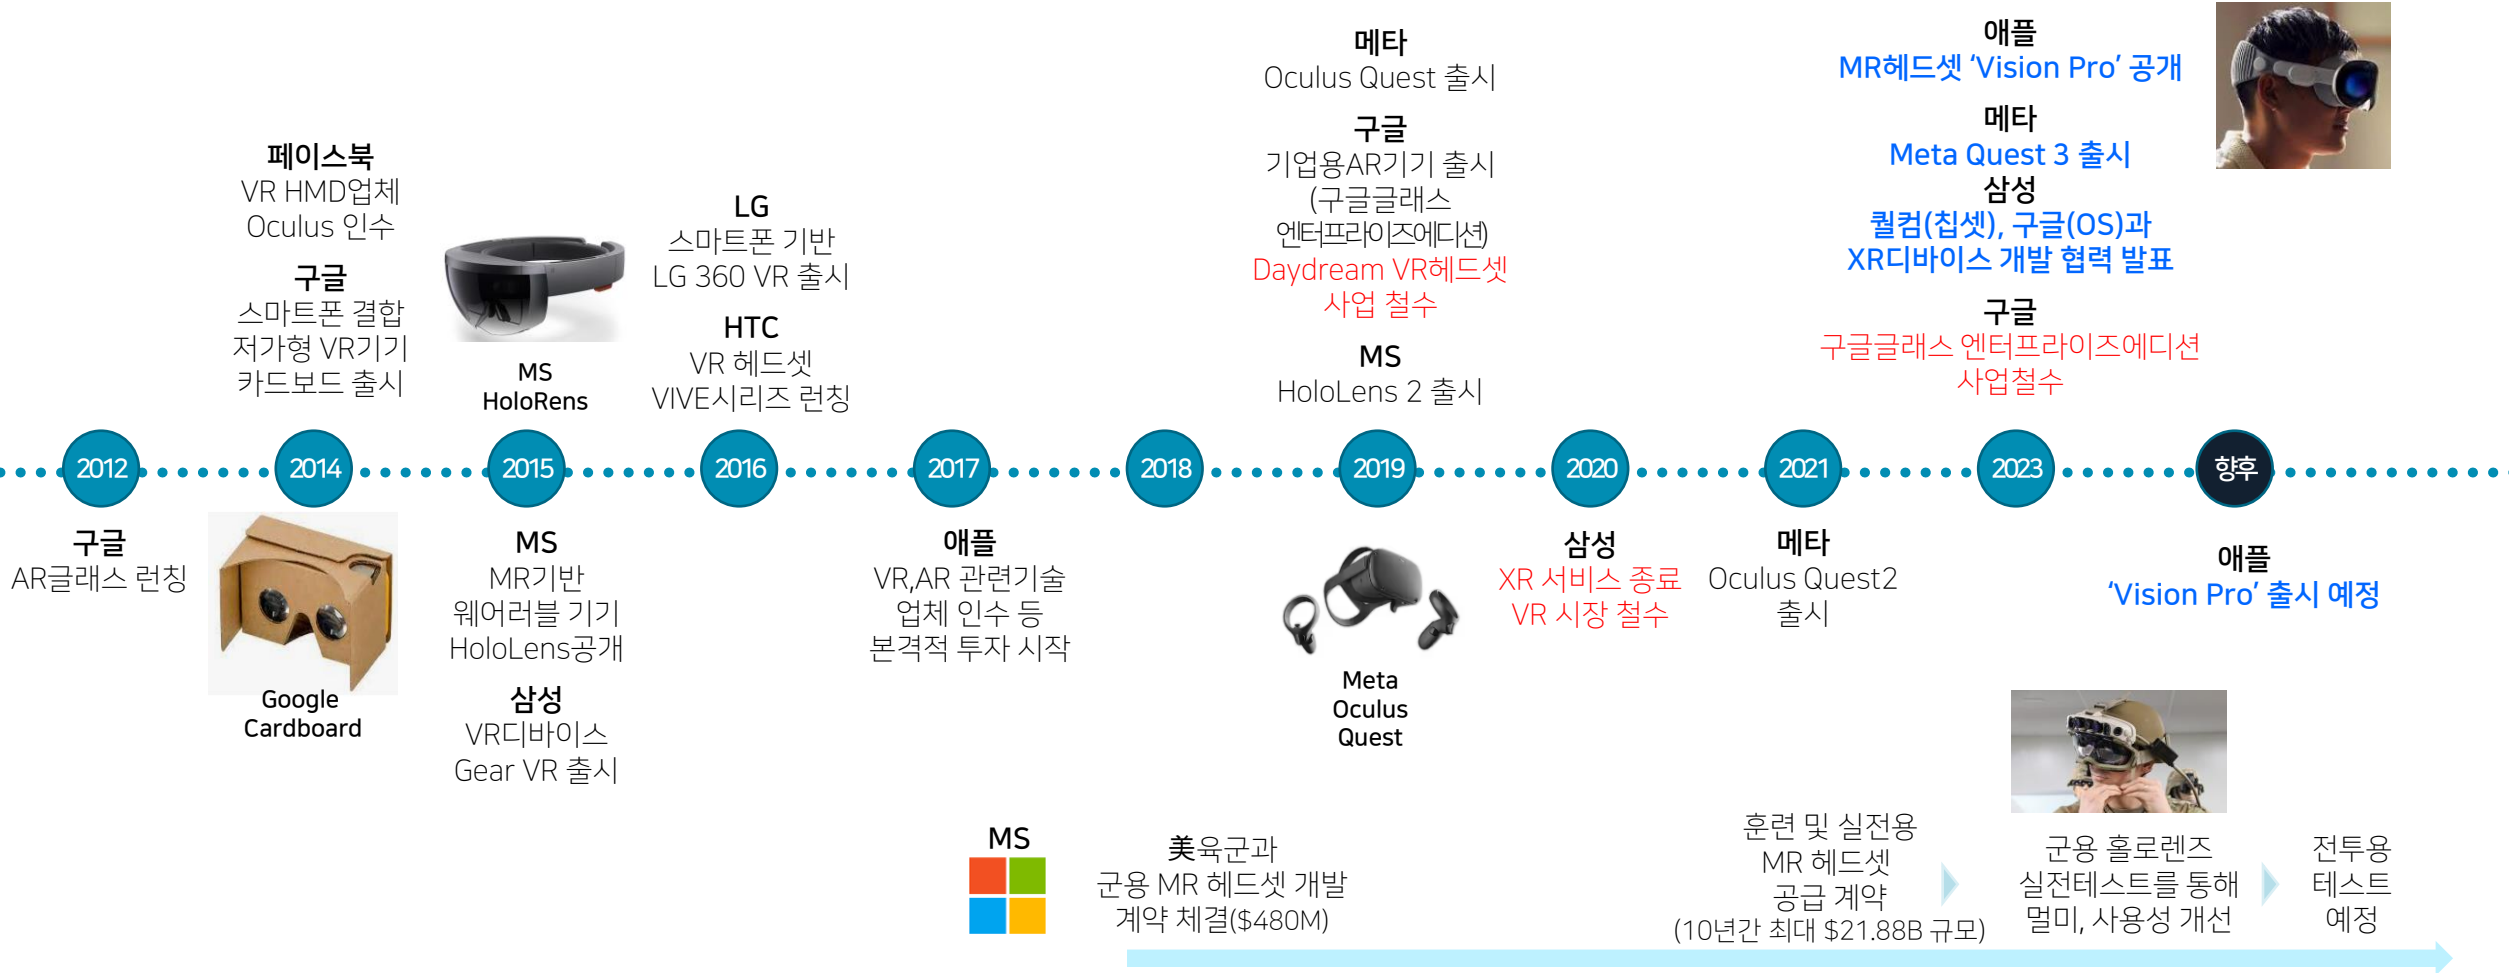 메타
Oculus Quest 출시
구글
기업용AR기기 출시
(구글글래스
엔터프라이즈에디션)
Daydream VR헤드셋
사업 철수
MS
HoloLens 2 출시
애플
MR헤드셋 ‘Vision Pro’ 공개
메타
Meta Quest 3 출시
삼성
퀄컴(칩셋), 구글(OS)과
XR디바이스 개발 협력 발표
구글
구글글래스 엔터프라이즈에디션
사업철수
페이스북
VR HMD업체
Oculus 인수
구글
스마트폰 결합
저가형 VR기기
카드보드 출시
MS
HoloRens
LG
스마트폰 기반
LG 360 VR 출시
HTC
VR 헤드셋
VIVE시리즈 런칭
2012
2014
2015
2016
2017
2018
2019
2020
2021
2023
향후
구글
AR글래스 런칭
Google
Cardboard
MS
MR기반
웨어러블 기기
HoloLens공개
삼성
VR디바이스
Gear VR 출시
애플
VR,AR 관련기술
업체 인수 등
본격적 투자 시작
Meta
Oculus
Quest
삼성
XR 서비스 종료
VR 시장 철수
메타
Oculus Quest2
출시
애플
‘Vision Pro’ 출시 예정
MS
美육군과
군용 MR 헤드셋 개발
계약 체결($480M)
훈련 및 실전용
MR 헤드셋
공급 계약
(10년간 최대 $21.88B 규모)
군용 홀로렌즈
실전테스트를 통해
멀미, 사용성 개선
전투용
테스트
예정